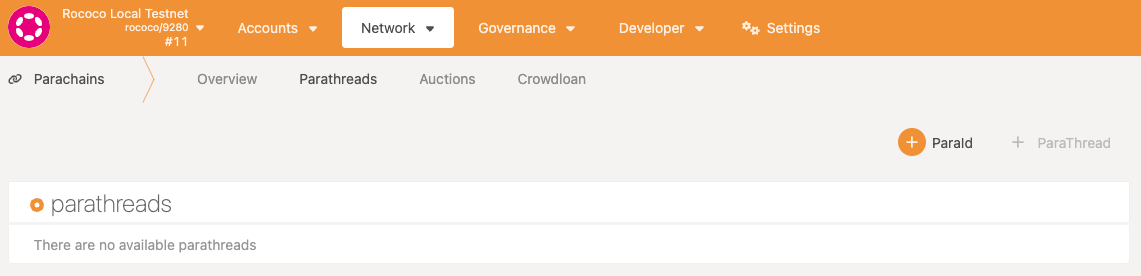 Rococo Local Testnet
rococo/9280
#11
Accounts
Network
Governance
Developer
Settings
Parachains
Overview
Parathreads
Auctions
Crowdloan
ParaId
ParaThread
parathreads
There are no available parathreads